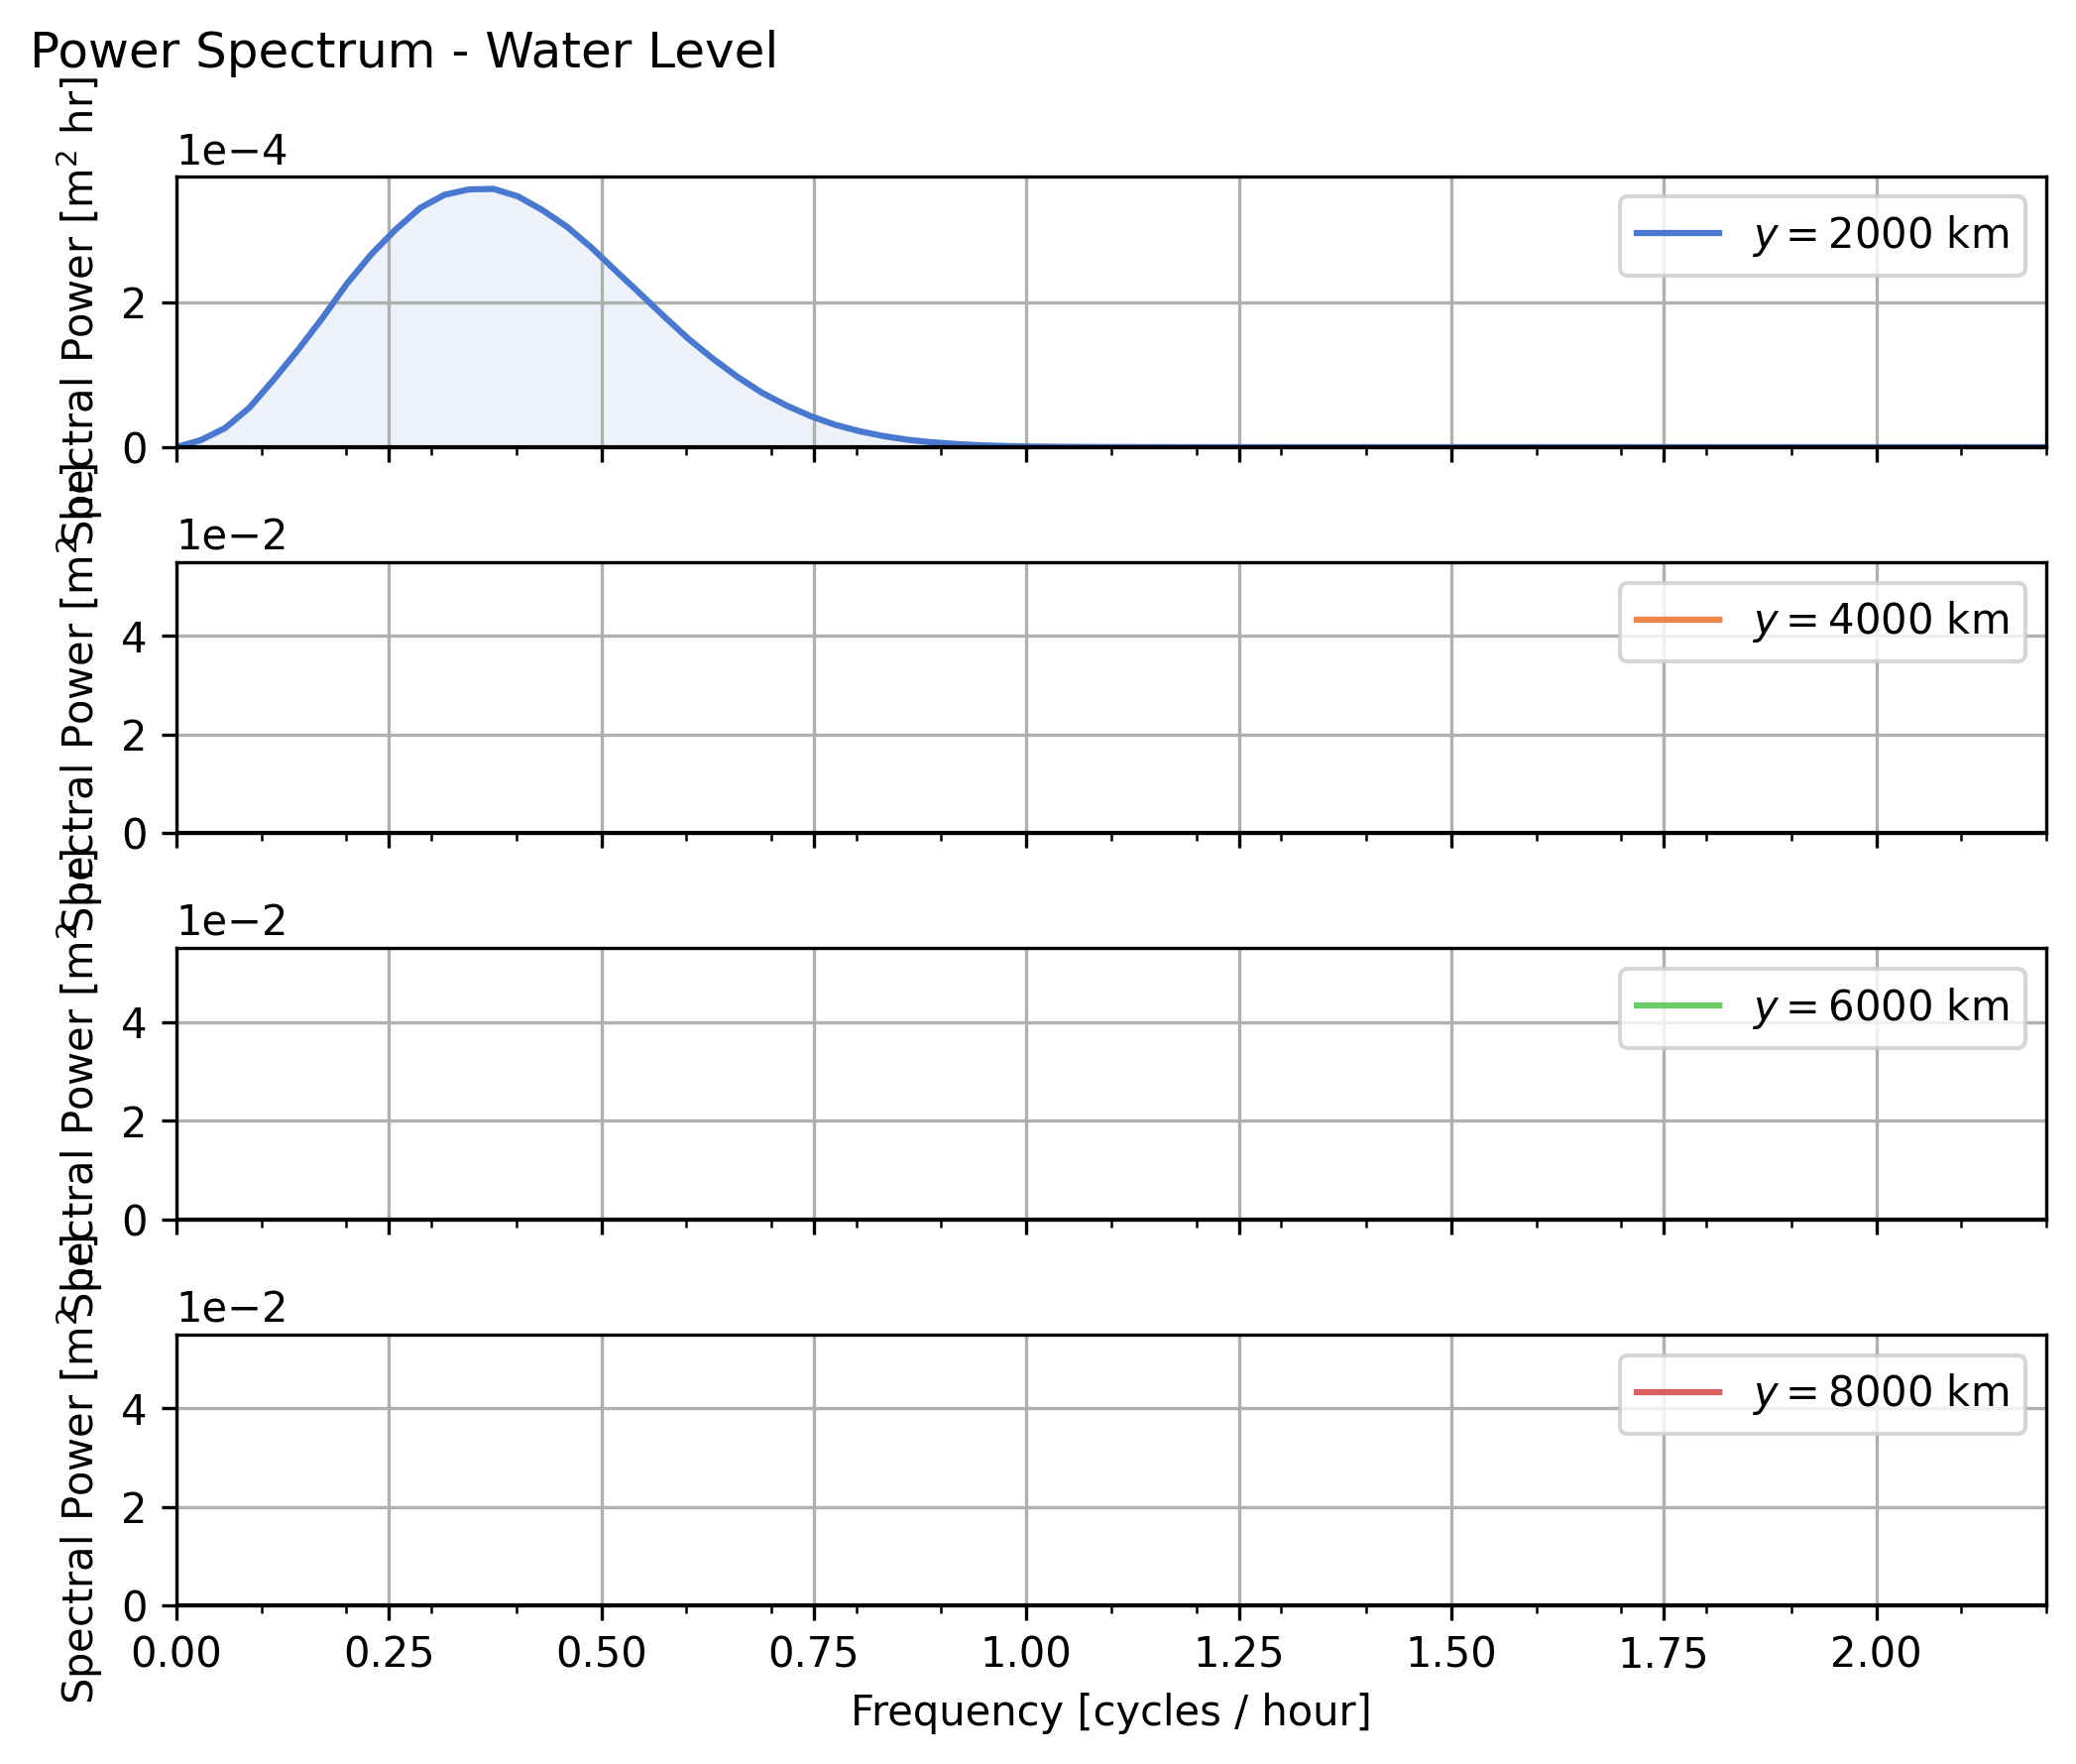 Power Spectrum - Water Level
1e−4
Spectral Power [m² hr]
2
0
y = 2000 km
1e−2
Spectral Power [m² hr]
4
2
0
y = 4000 km
1e−2
Spectral Power [m² hr]
4
2
0
y = 6000 km
1e−2
Spectral Power [m² hr]
4
2
0
y = 8000 km
0.00 0.25 0.50 0.75 1.00 1.25 1.50 1.75 2.00
Frequency [cycles / hour]